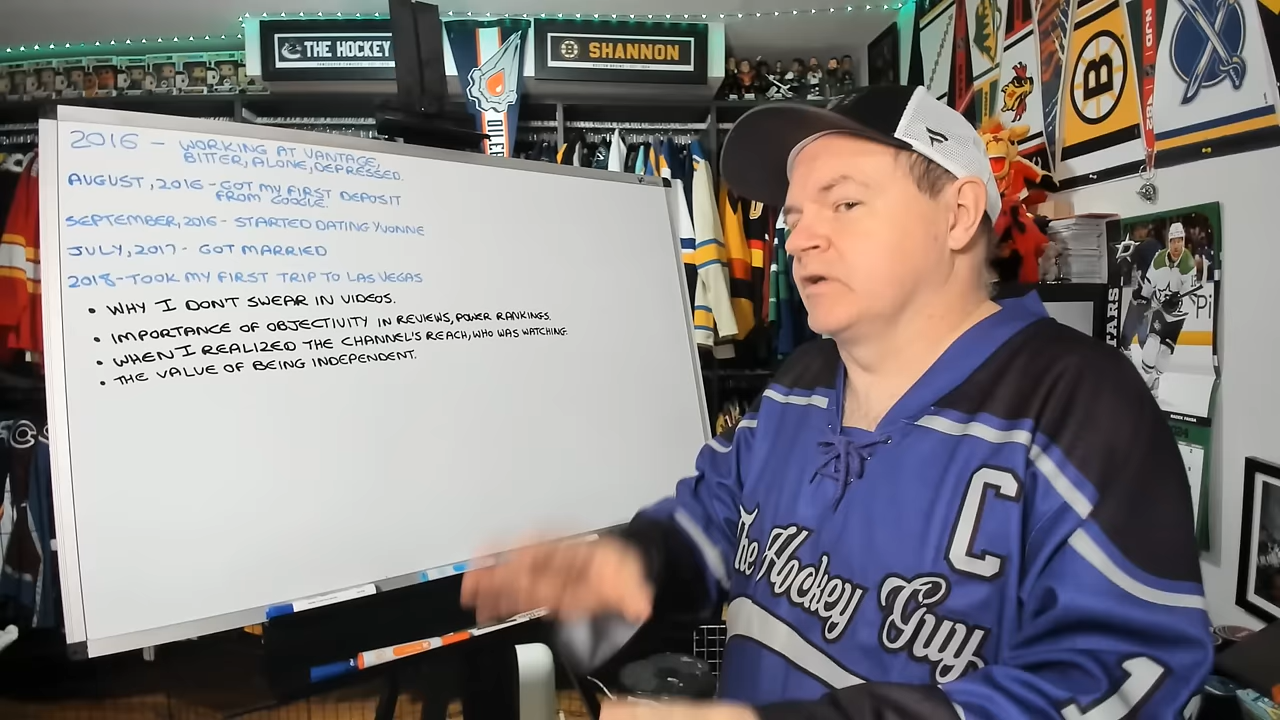 THE HOCKEY
SHANNON
OILERS
2016 - WORKING AT VANTAGE,
BITTER, ALONE, DEPRESSED.
AUGUST, 2016 - GOT MY FIRST DEPOSIT
FROM GOOGLE.
SEPTEMBER, 2016 - STARTED DATING YVONNE
JULY, 2017 - GOT MARRIED
2018 - TOOK MY FIRST TRIP TO LAS VEGAS
• WHY I DON'T SWEAR IN VIDEOS.
• IMPORTANCE OF OBJECTIVITY IN REVIEWS, POWER RANKINGS.
• WHEN I REALIZED THE CHANNEL'S REACH, WHO WAS WATCHING.
• THE VALUE OF BEING INDEPENDENT.
B
STARS
Pi
C
The Hockey
Guy
1